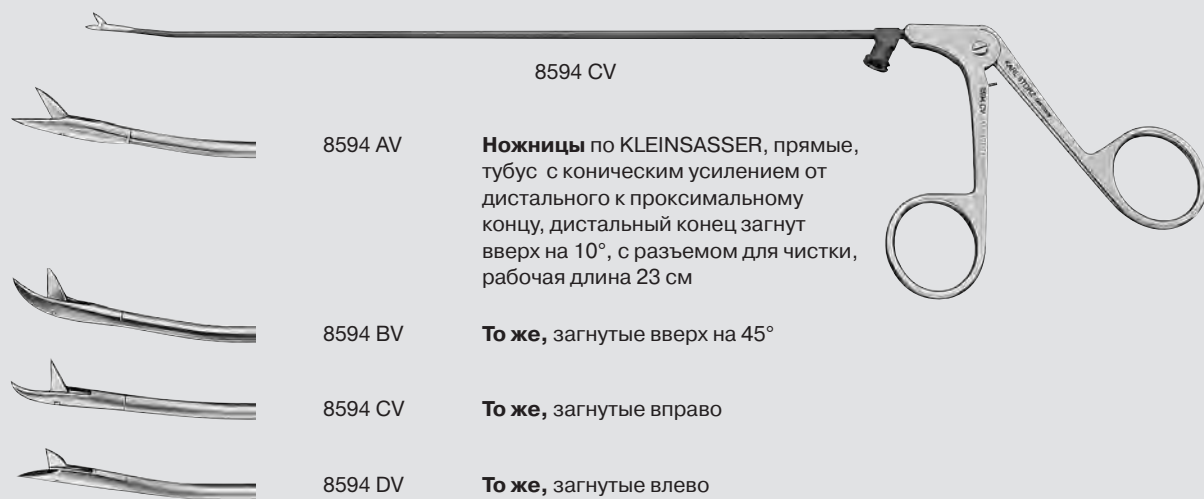 8594 CV
8594 AV
Ножницы по KLEINSASSER, прямые,
тубус с коническим усилением от
дистального к проксимальному
концу, дистальный конец загнут
вверх на 10°, с разъемом для чистки,
рабочая длина 23 см
8594 BV
То же, загнутые вверх на 45°
8594 CV
То же, загнутые вправо
8594 DV
То же, загнутые влево